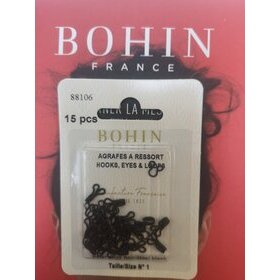 BOHIN
FRANCE
88106
15 pcs
BOHIN
AGRAFES A RESSORT
HOOKS, EYES & LOOPS
Taille/Size N° 1